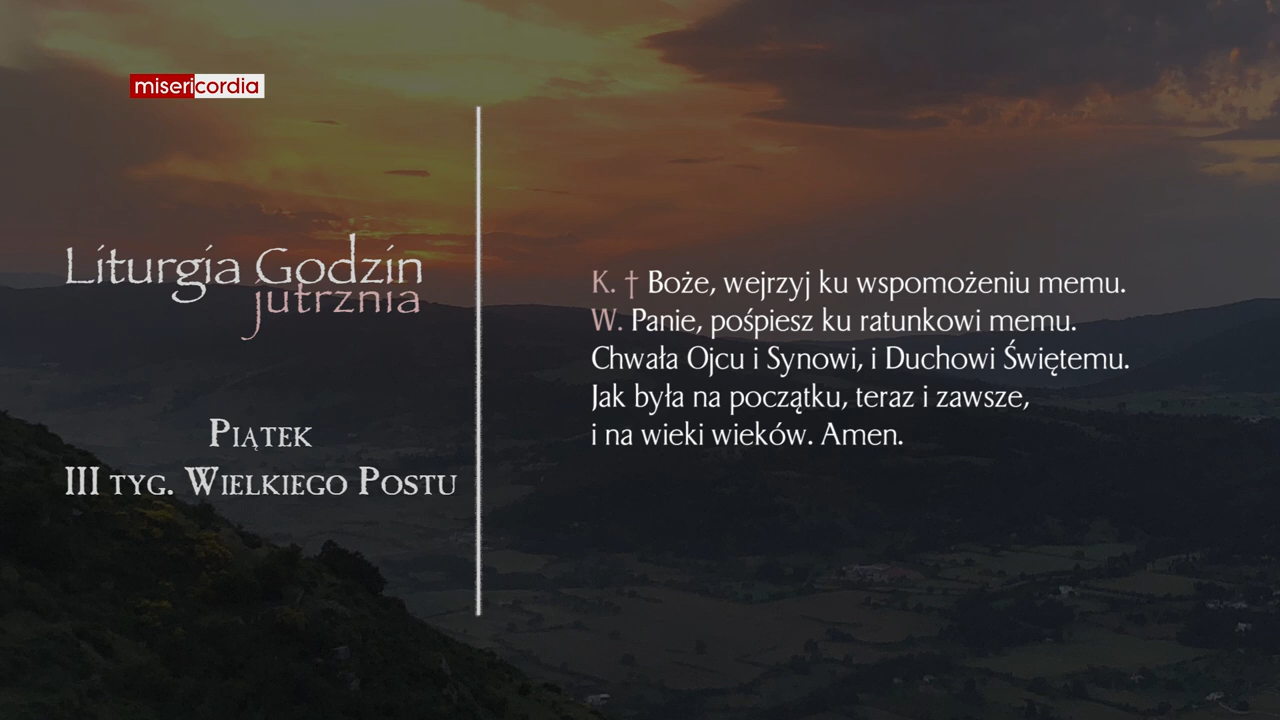 misericordia
Liturgia Godzin
jutrznia
Piątek
III tyg. Wielkiego Postu
K. † Boże, wejrzyj ku wspomożeniu memu.
W. Panie, pośpiesz ku ratunkowi memu.
Chwała Ojcu i Synowi, i Duchowi Świętemu.
Jak była na początku, teraz i zawsze,
i na wieki wieków. Amen.